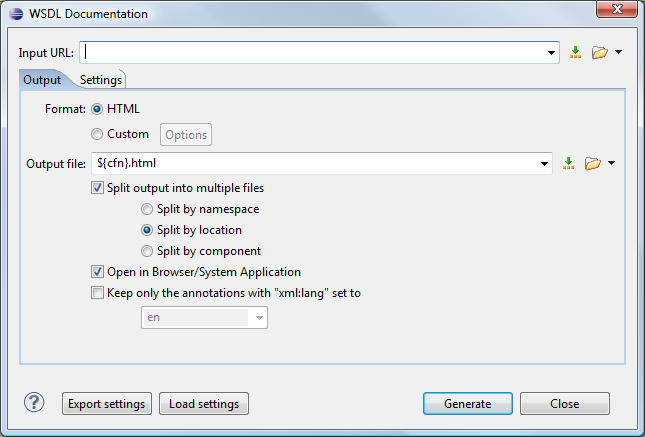 WSDL Documentation
Input URL:
Output Settings
Format: HTML
Custom Options
Output file: ${cfn}.html
Split output into multiple files
Split by namespace
Split by location
Split by component
Open in Browser/System Application
Keep only the annotations with "xml:lang" set to
en
? Export settings Load settings Generate Close